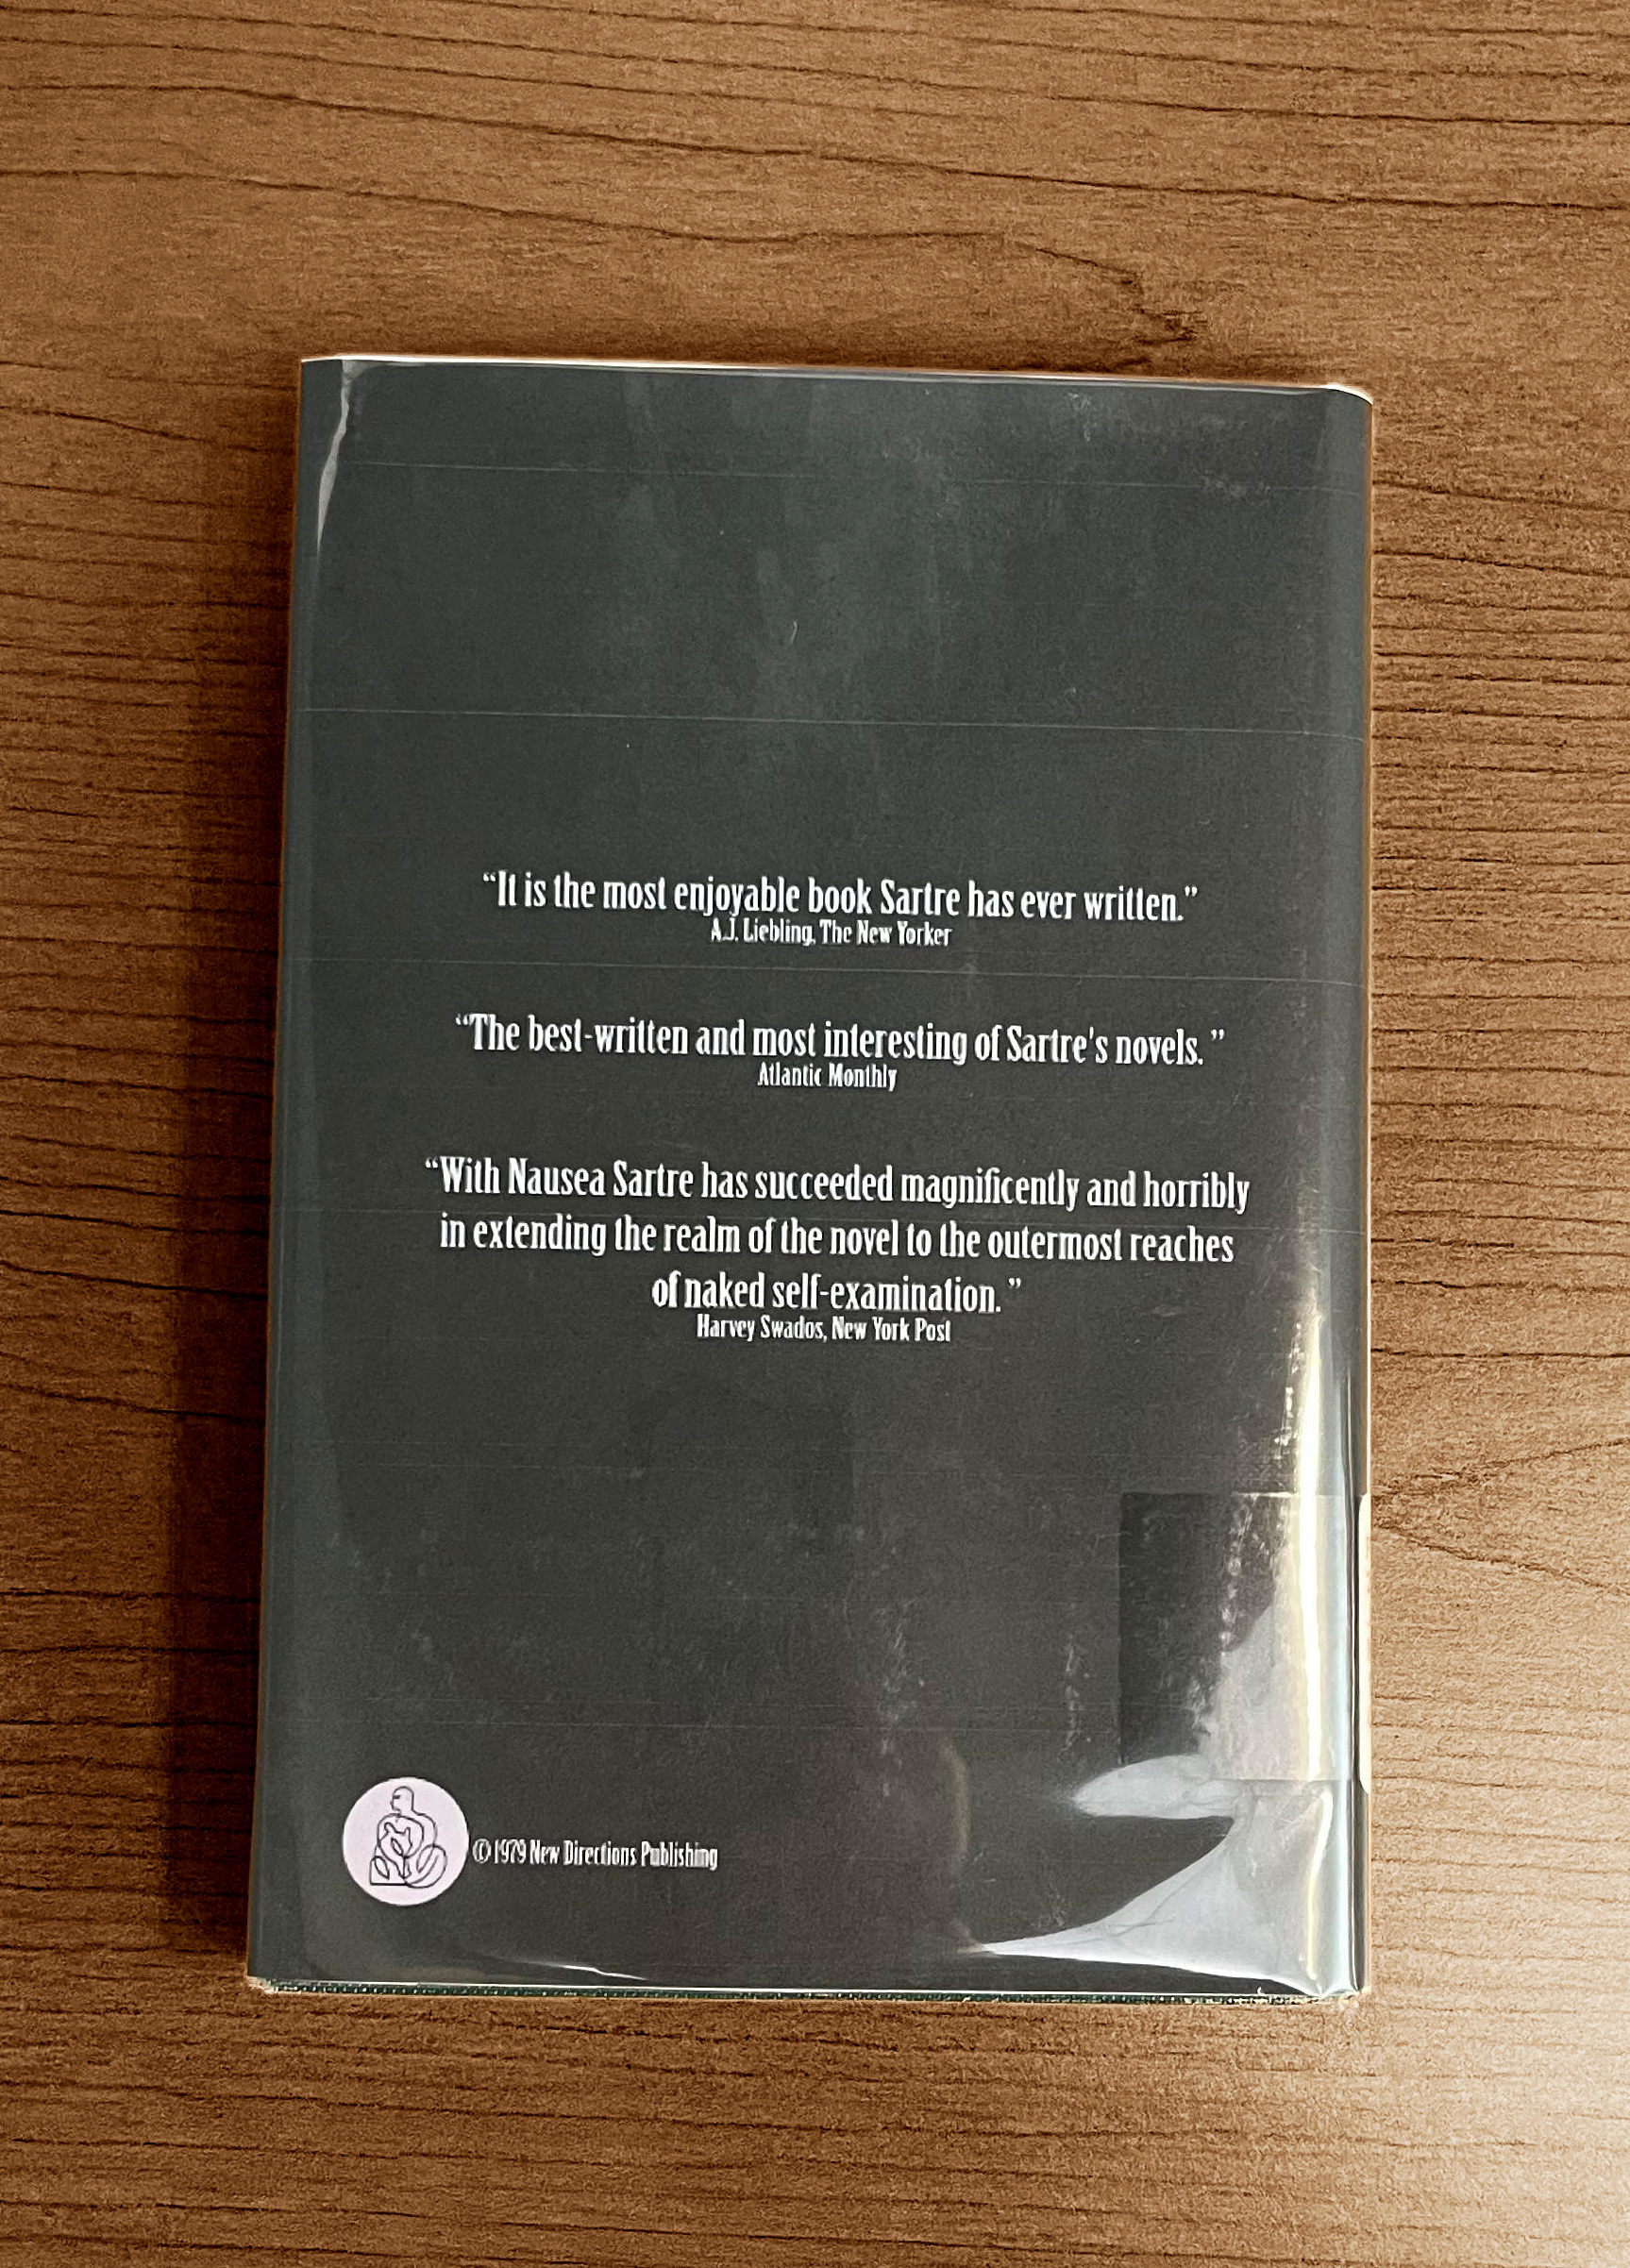 “It is the most enjoyable book Sartre has ever written.”
A.J. Liebling, The New Yorker
“The best-written and most interesting of Sartre's novels. ”
Atlantic Monthly
“With Nausea Sartre has succeeded magnificently and horribly
in extending the realm of the novel to the outermost reaches
of naked self-examination. ”
Harvey Swados, New York Post
© 1979 New Directions Publishing